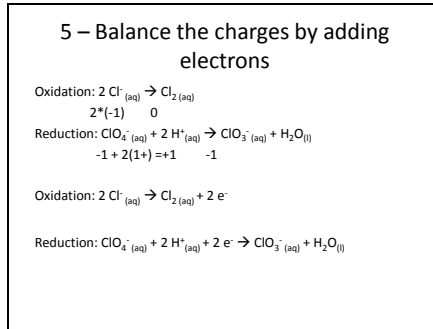 5 – Balance the charges by adding
electrons
Oxidation: 2 Cl⁻ (aq) → Cl₂ (aq)
2*(-1) 0
Reduction: ClO₄⁻ (aq) + 2 H⁺(aq) → ClO₃⁻ (aq) + H₂O(l)
-1 + 2(1+) =+1 -1
Oxidation: 2 Cl⁻ (aq) → Cl₂ (aq) + 2 e⁻
Reduction: ClO₄⁻ (aq) + 2 H⁺(aq) + 2 e⁻ → ClO₃⁻ (aq) + H₂O(l)